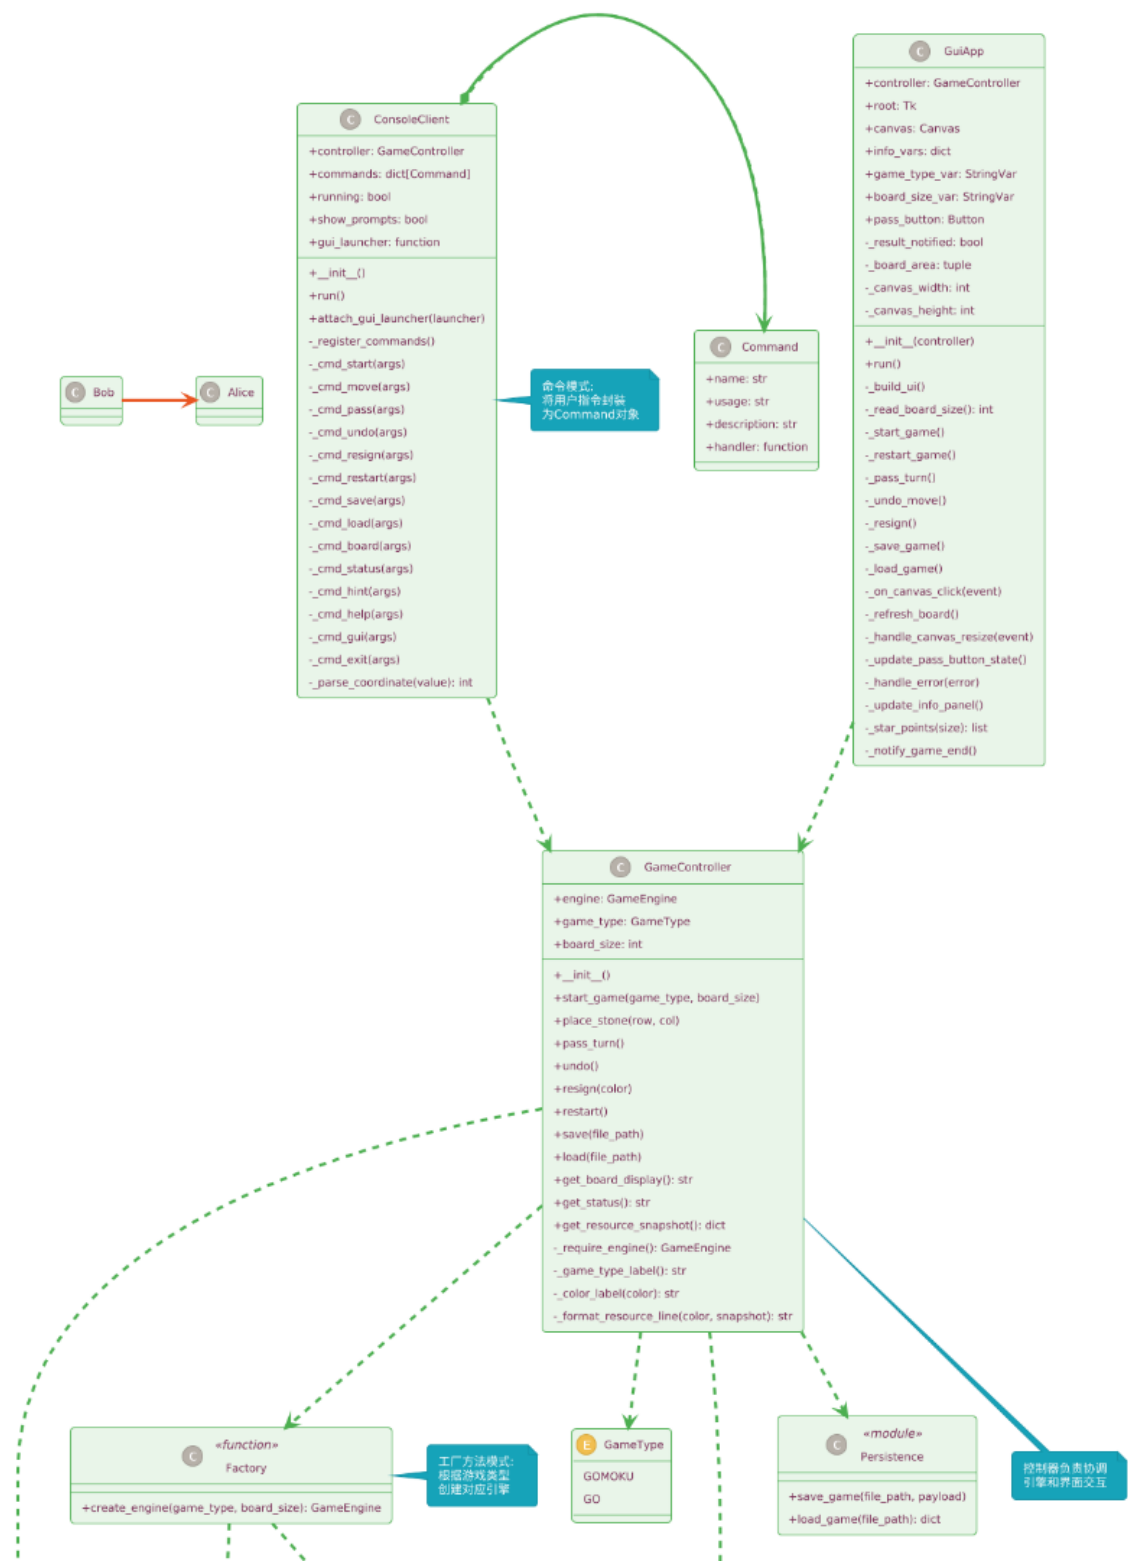 C GuiApp
+controller: GameController
+root: Tk
+canvas: Canvas
+info_vars: dict
+game_type_var: StringVar
+board_size_var: StringVar
+pass_button: Button
-_result_notified: bool
-_board_area: tuple
-_canvas_width: int
-_canvas_height: int
+__init__(controller)
+run()
-_build_ui()
-_read_board_size(): int
-_start_game()
-_restart_game()
-_pass_turn()
-_undo_move()
-_resign()
-_save_game()
-_load_game()
-_on_canvas_click(event)
-_refresh_board()
-_handle_canvas_resize(event)
-_update_pass_button_state()
-_handle_error(error)
-_update_info_panel()
-_star_points(size): list
-_notify_game_end()
C ConsoleClient
+controller: GameController
+commands: dict[Command]
+running: bool
+show_prompts: bool
+gui_launcher: function
+__init__()
+run()
+attach_gui_launcher(launcher)
-_register_commands()
-_cmd_start(args)
-_cmd_move(args)
-_cmd_pass(args)
-_cmd_undo(args)
-_cmd_resign(args)
-_cmd_restart(args)
-_cmd_save(args)
-_cmd_load(args)
-_cmd_board(args)
-_cmd_status(args)
-_cmd_hint(args)
-_cmd_help(args)
-_cmd_gui(args)
-_cmd_exit(args)
-_parse_coordinate(value): int
C Command
+name: str
+usage: str
+description: str
+handler: function
C Bob
C Alice
命令模式:
将用户指令封装
为Command对象
C GameController
+engine: GameEngine
+game_type: GameType
+board_size: int
+__init__()
+start_game(game_type, board_size)
+place_stone(row, col)
+pass_turn()
+undo()
+resign(color)
+restart()
+save(file_path)
+load(file_path)
+get_board_display(): str
+get_status(): str
+get_resource_snapshot(): dict
-_require_engine(): GameEngine
-_game_type_label(): str
-_color_label(color): str
-_format_resource_line(color, snapshot): str
«function»
C Factory
+create_engine(game_type, board_size): GameEngine
工厂方法模式:
根据游戏类型
创建对应引擎
E GameType
GOMOKU
GO
«module»
C Persistence
+save_game(file_path, payload)
+load_game(file_path): dict
控制器负责协调
引擎和界面交互